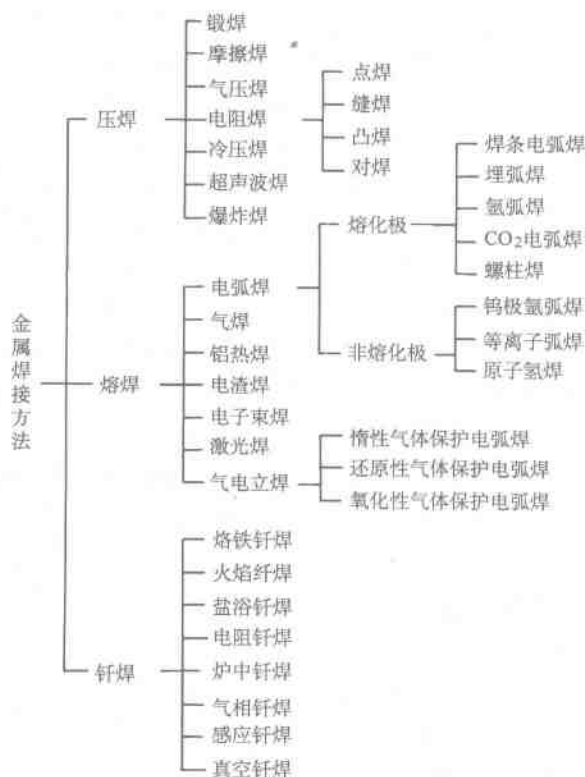 金属焊接方法
压焊
锻焊
摩擦焊
气压焊
电阻焊
冷压焊
超声波焊
爆炸焊
点焊
缝焊
凸焊
对焊
熔焊
电弧焊
气焊
铝热焊
电渣焊
电子束焊
激光焊
气电立焊
熔化极
焊条电弧焊
埋弧焊
氩弧焊
CO₂电弧焊
螺柱焊
非熔化极
钨极氩弧焊
等离子弧焊
原子氢焊
惰性气体保护电弧焊
还原性气体保护电弧焊
氧化性气体保护电弧焊
钎焊
烙铁钎焊
火焰纤焊
盐浴钎焊
电阻钎焊
炉中钎焊
气相钎焊
感应钎焊
真空钎焊